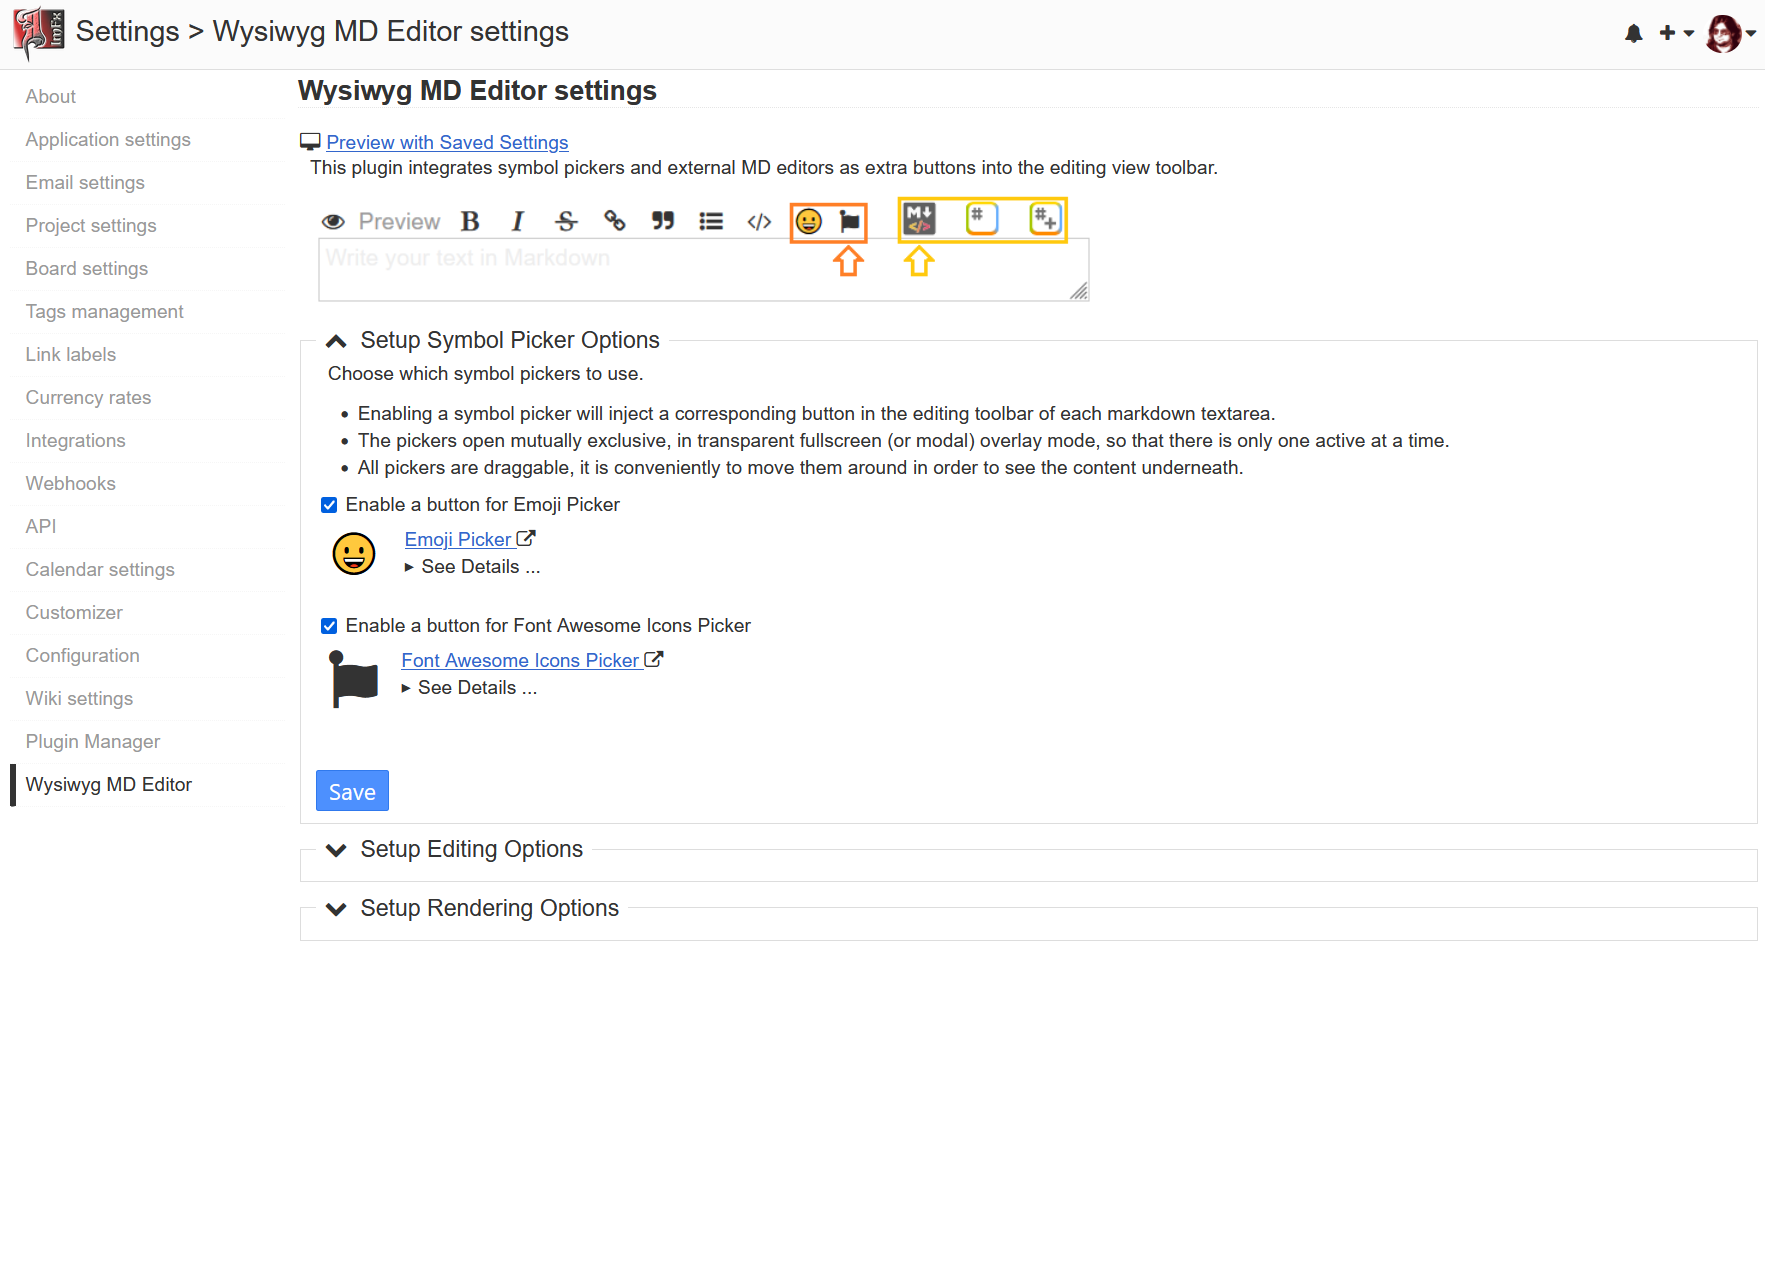 Settings > Wysiwyg MD Editor settings
About
Application settings
Email settings
Project settings
Board settings
Tags management
Link labels
Currency rates
Integrations
Webhooks
API
Calendar settings
Customizer
Configuration
Wiki settings
Plugin Manager
Wysiwyg MD Editor
Wysiwyg MD Editor settings
Preview with Saved Settings
This plugin integrates symbol pickers and external MD editors as extra buttons into the editing view toolbar.
Preview B I S
Write your text in Markdown
Setup Symbol Picker Options
Choose which symbol pickers to use.
• Enabling a symbol picker will inject a corresponding button in the editing toolbar of each markdown textarea.
• The pickers open mutually exclusive, in transparent fullscreen (or modal) overlay mode, so that there is only one active at a time.
• All pickers are draggable, it is conveniently to move them around in order to see the content underneath.
Enable a button for Emoji Picker
Emoji Picker
See Details ...
Enable a button for Font Awesome Icons Picker
Font Awesome Icons Picker
See Details ...
Save
Setup Editing Options
Setup Rendering Options